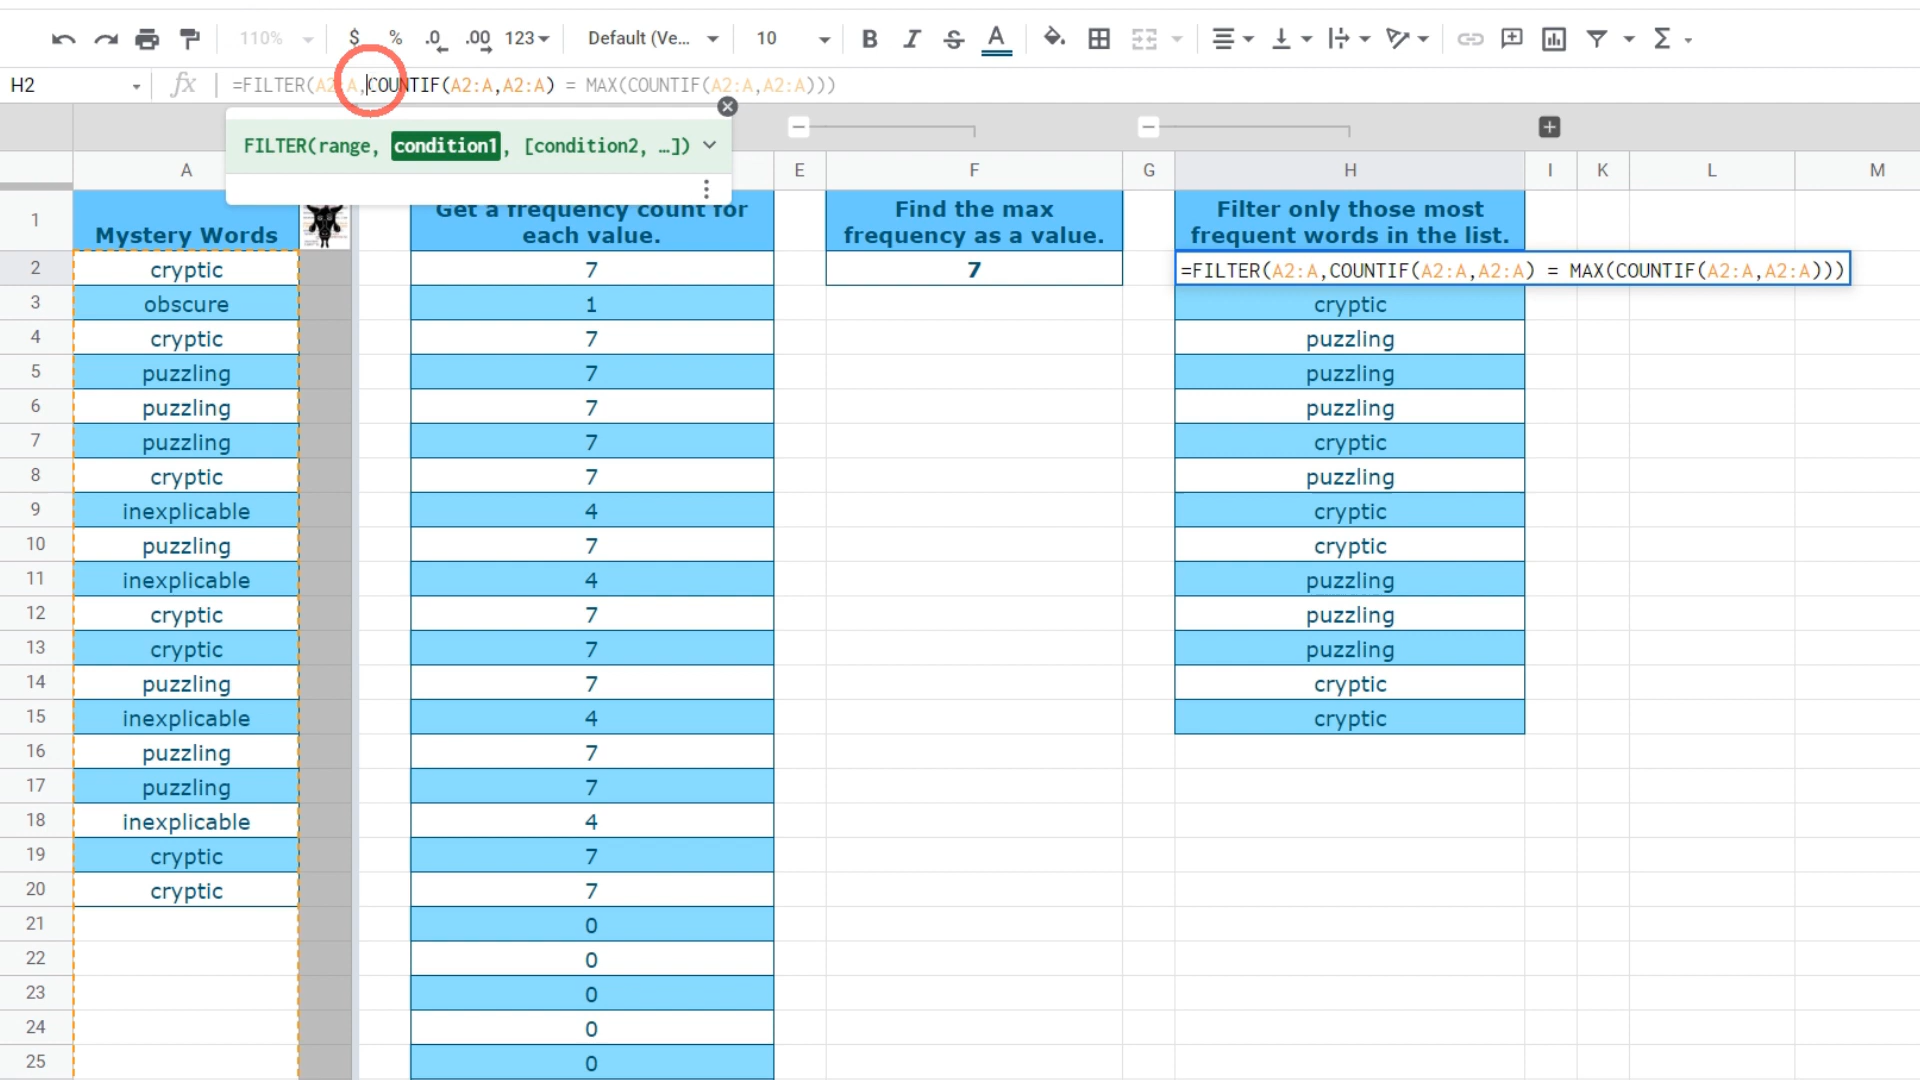 110% $ % .0 .00 123 Default (Ve... 10 B I S A Σ
H2 fx =FILTER(A2:A,COUNTIF(A2:A,A2:A) = MAX(COUNTIF(A2:A,A2:A)))
FILTER(range, condition1, [condition2, …])
A E F G H I K L M
1 Mystery Words Get a frequency count for each value. Find the max frequency as a value. Filter only those most frequent words in the list.
2 cryptic 7 7 =FILTER(A2:A,COUNTIF(A2:A,A2:A) = MAX(COUNTIF(A2:A,A2:A)))
3 obscure 1 cryptic
4 cryptic 7 puzzling
5 puzzling 7 puzzling
6 puzzling 7 puzzling
7 puzzling 7 cryptic
8 cryptic 7 puzzling
9 inexplicable 4 cryptic
10 puzzling 7 cryptic
11 inexplicable 4 puzzling
12 cryptic 7 puzzling
13 cryptic 7 puzzling
14 puzzling 7 cryptic
15 inexplicable 4 cryptic
16 puzzling 7
17 puzzling 7
18 inexplicable 4
19 cryptic 7
20 cryptic 7
21 0
22 0
23 0
24 0
25 0